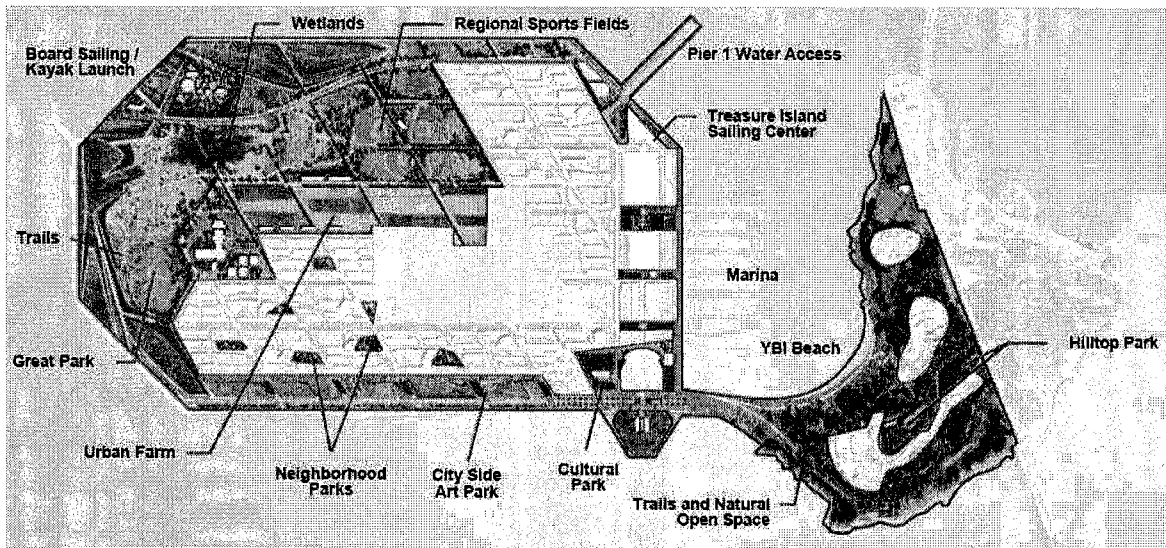 Wetlands
Regional Sports Fields
Board Sailing /
Kayak Launch
Pier 1 Water Access
Treasure Island
Sailing Center
Trails
Marina
Great Park
YBI Beach
Hilltop Park
Urban Farm
Neighborhood
Parks
City Side
Art Park
Cultural
Park
Trails and Natural
Open Space